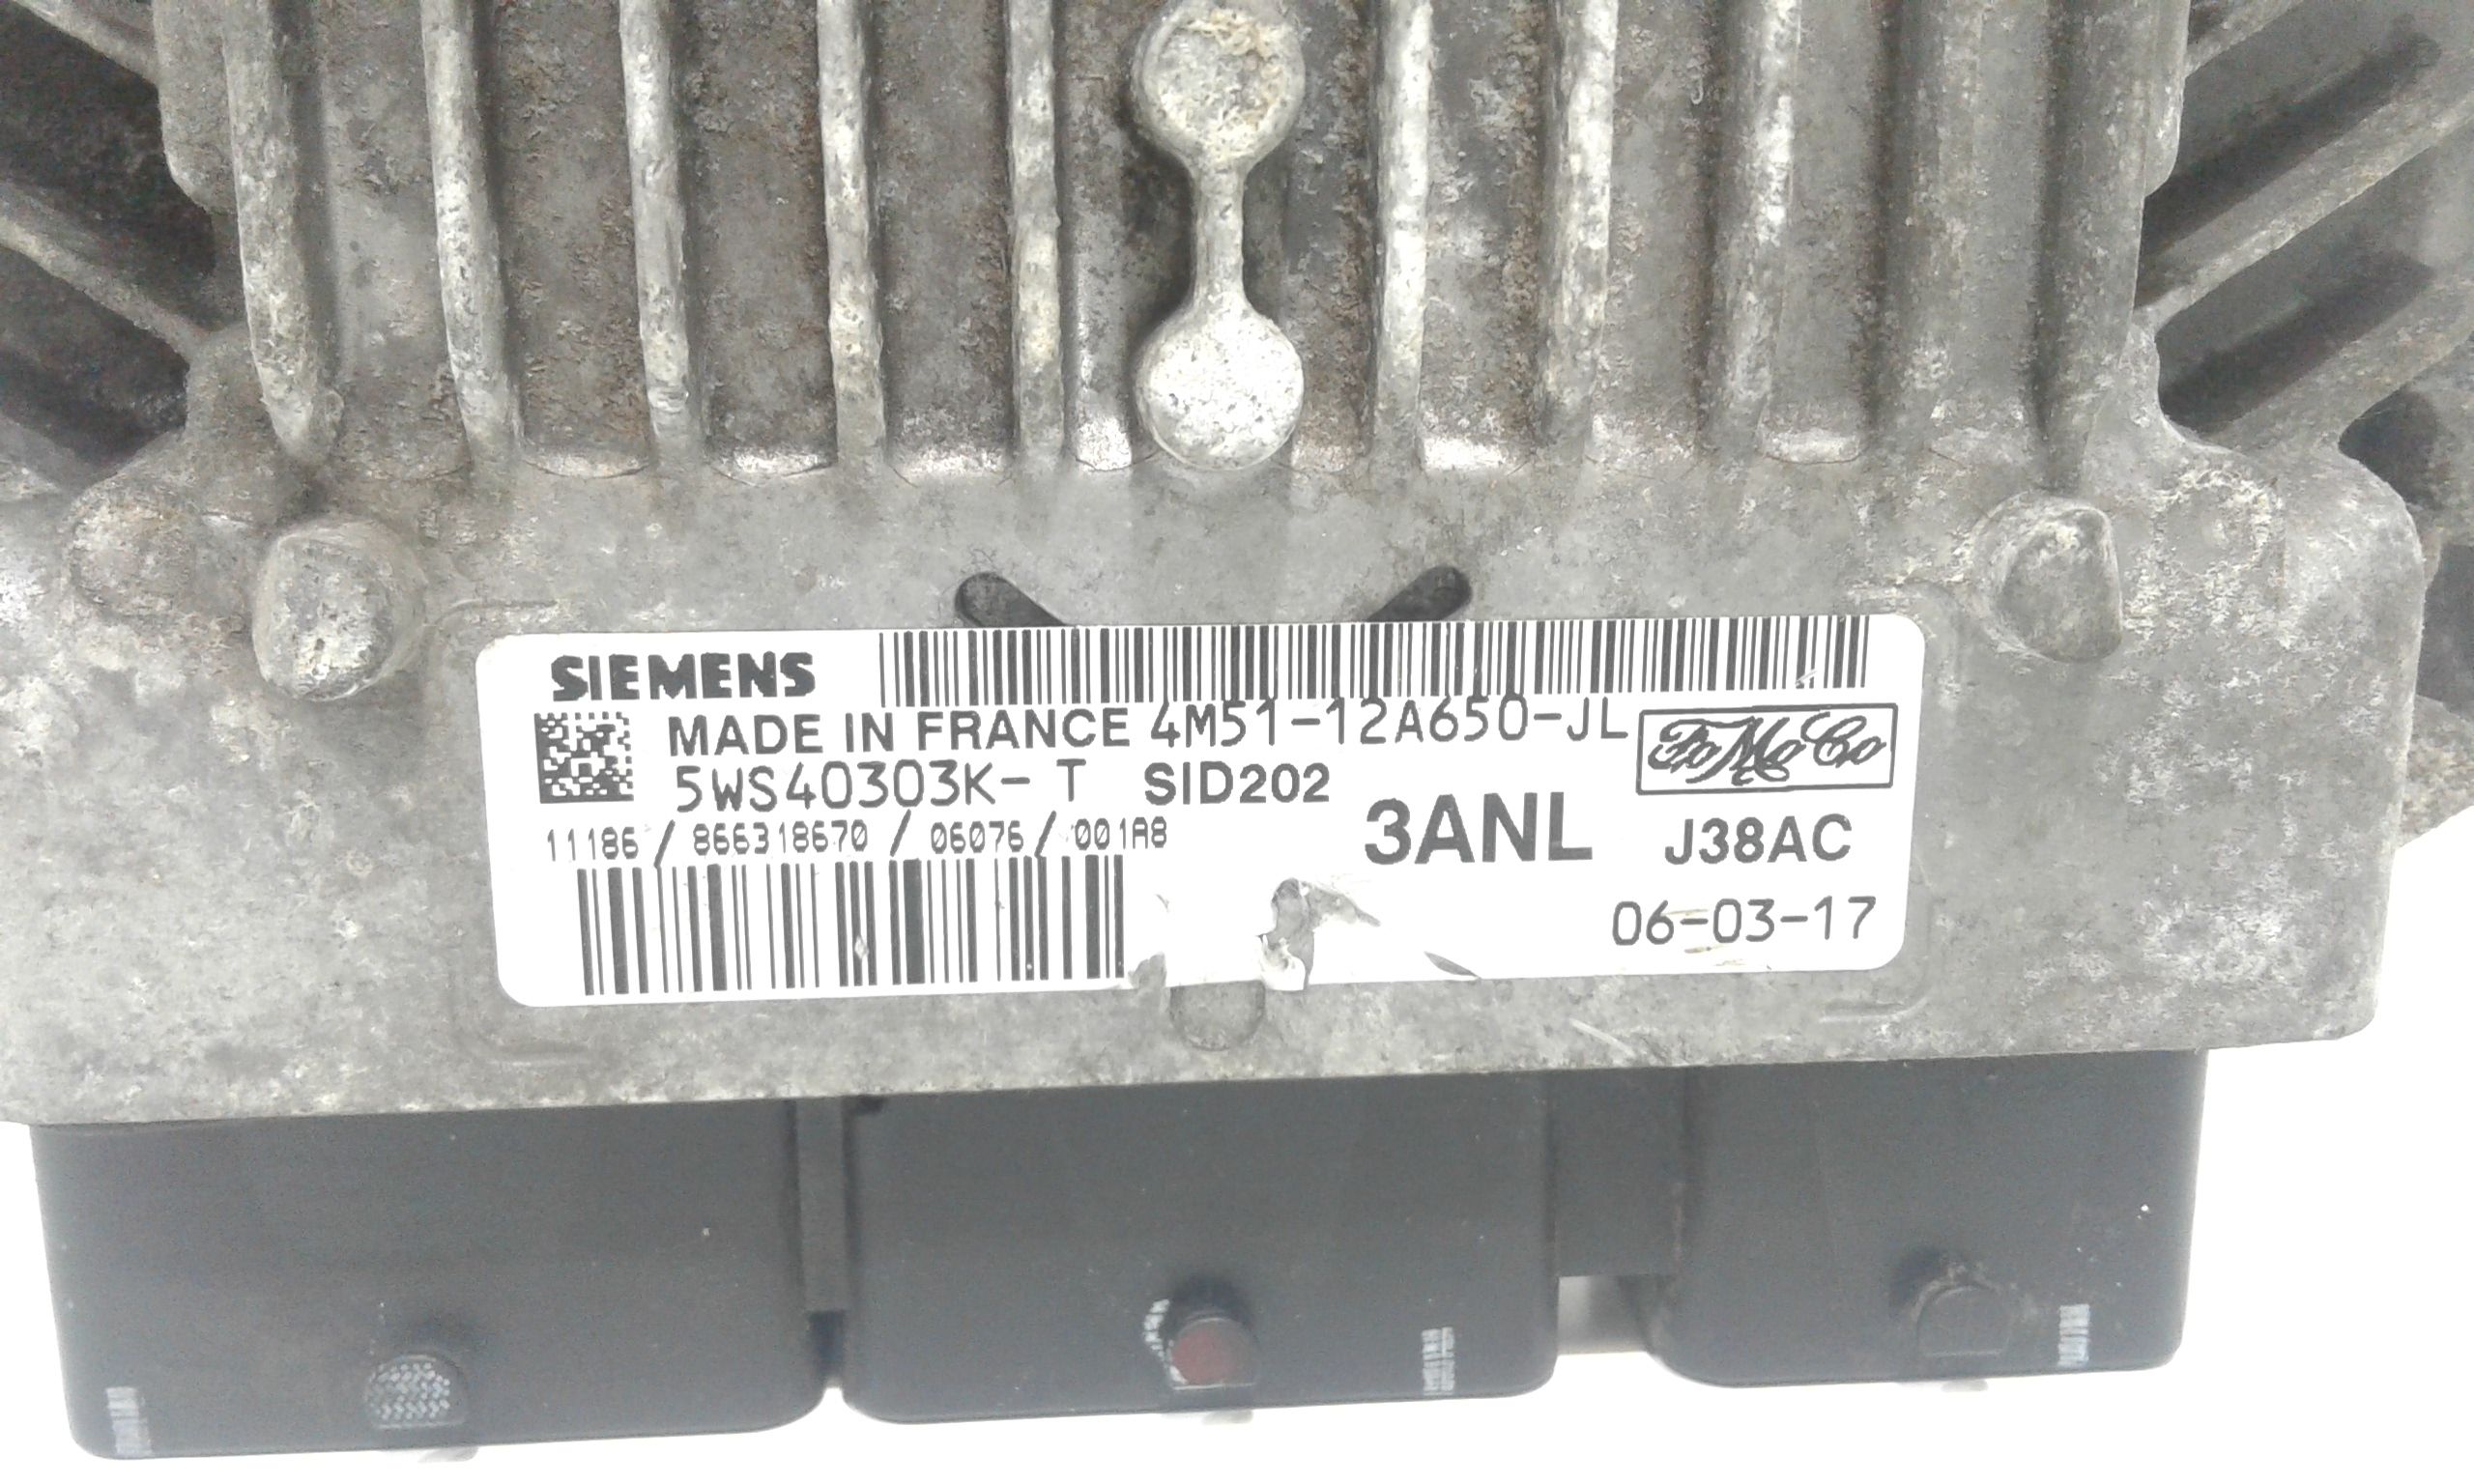 SIEMENS
MADE IN FRANCE 4M51-12A650-JL
FoMoCo
5WS40303K- T SID202
11186 / 866318670 / 06076 / 001A8
3ANL J38AC
06-03-17